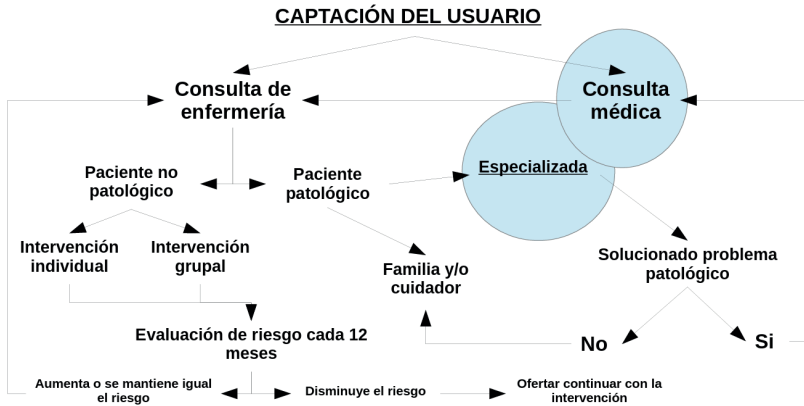 CAPTACIÓN DEL USUARIO
Consulta de
enfermería
Consulta
médica
Especializada
Paciente no
patológico
Paciente
patológico
Intervención
individual
Intervención
grupal
Familia y/o
cuidador
Solucionado problema
patológico
Evaluación de riesgo cada 12
meses
No
Si
Aumenta o se mantiene igual
el riesgo
Disminuye el riesgo
Ofertar continuar con la
intervención